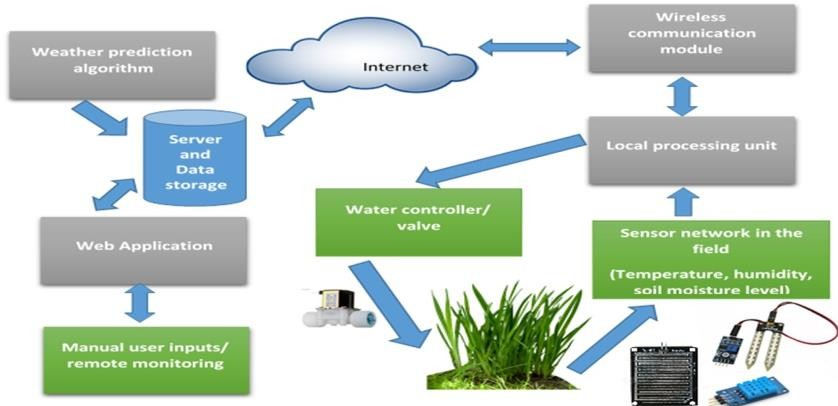 Weather prediction
algorithm
Internet
Wireless
communication
module
Server
and
Data
storage
Local processing unit
Water controller/
valve
Web Application
Sensor network in the
field
(Temperature, humidity,
soil moisture level)
Manual user inputs/
remote monitoring